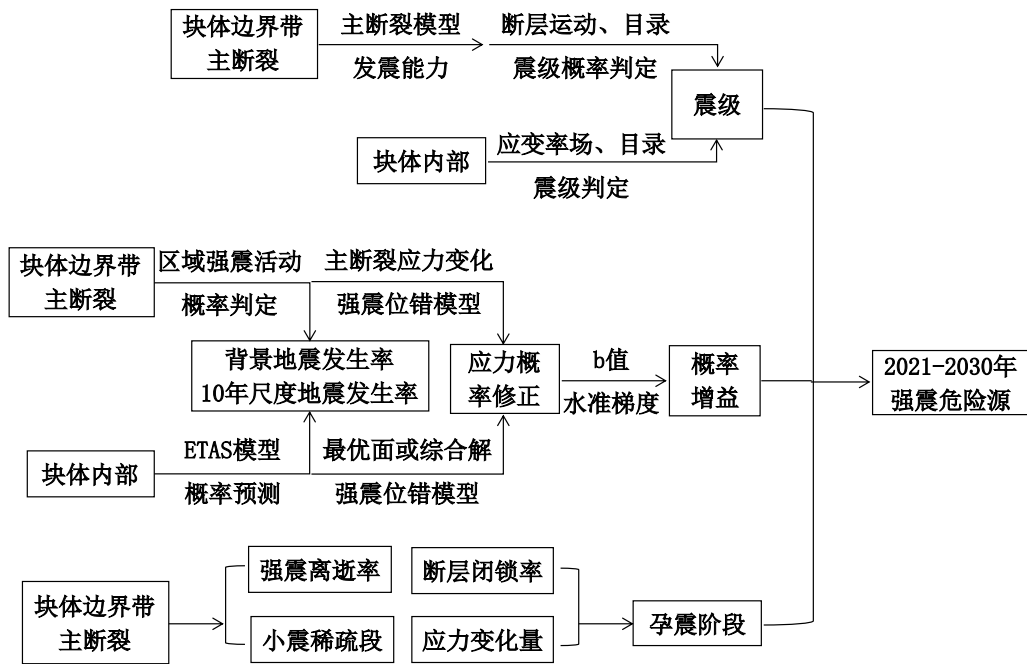 块体边界带
主断裂
主断裂模型
发震能力
断层运动、目录
震级概率判定
震级
块体内部
应变率场、目录
震级判定
块体边界带
主断裂
区域强震活动
概率判定
主断裂应力变化
强震位错模型
背景地震发生率
10年尺度地震发生率
应力概
率修正
b值
水准梯度
概率
增益
2021-2030年
强震危险源
块体内部
ETAS模型
概率预测
最优面或综合解
强震位错模型
块体边界带
主断裂
强震离逝率
断层闭锁率
小震稀疏段
应力变化量
孕震阶段